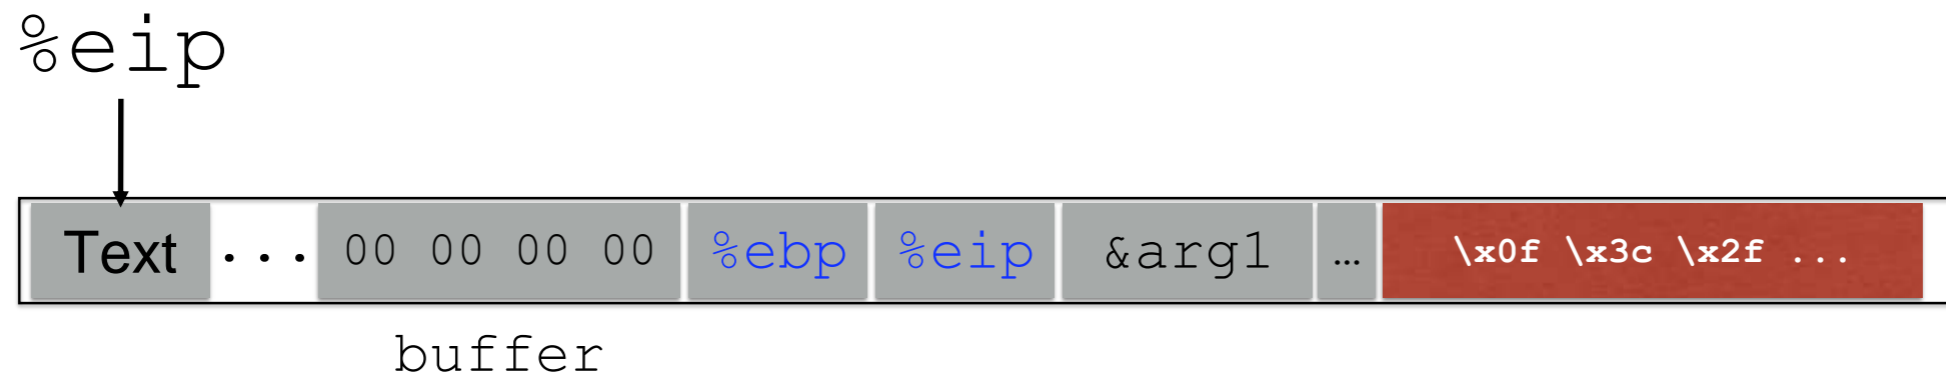 %eip
Text ... 00 00 00 00 %ebp %eip &arg1 … \x0f \x3c \x2f ...
buffer